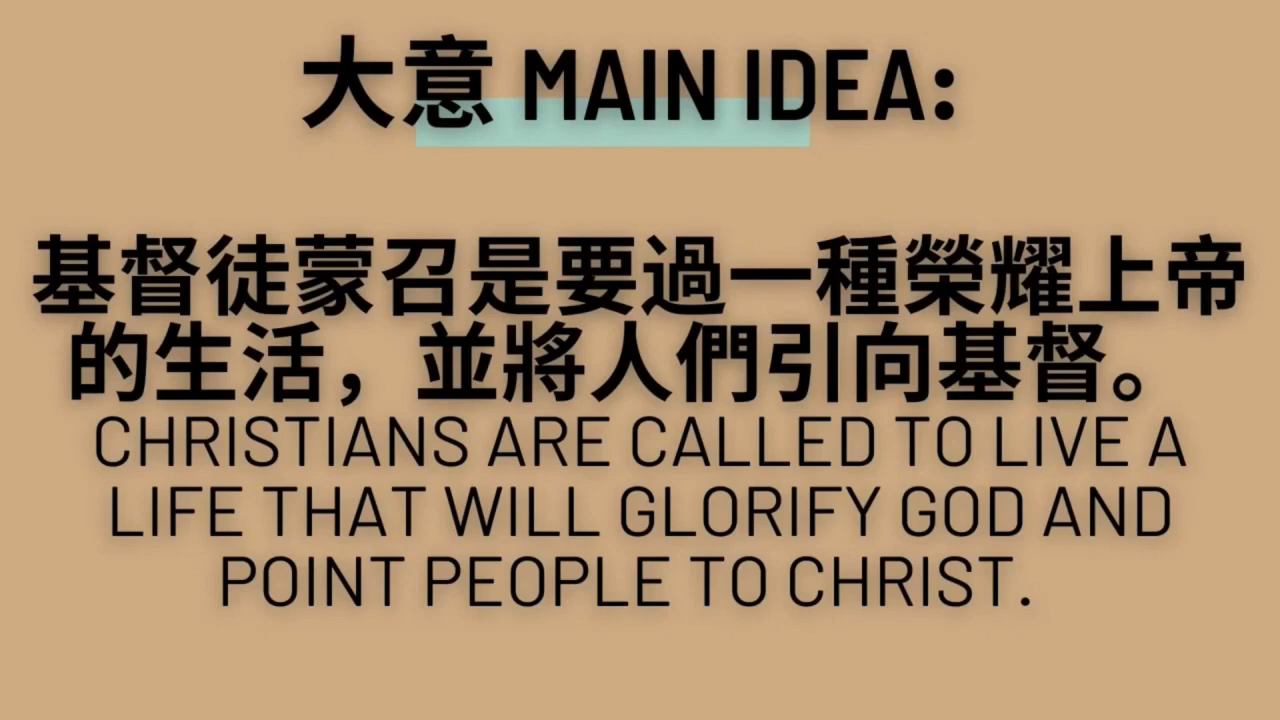 大意 MAIN IDEA:
基督徒蒙召是要過一種榮耀上帝
的生活，並將人們引向基督。
CHRISTIANS ARE CALLED TO LIVE A
LIFE THAT WILL GLORIFY GOD AND
POINT PEOPLE TO CHRIST.